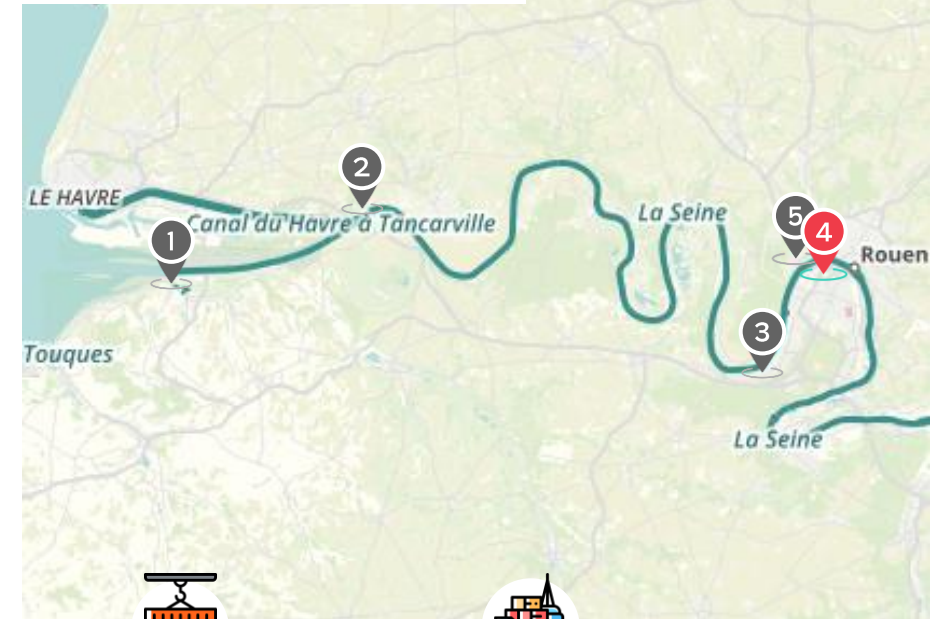 LE HAVRE
2
La Seine
Canal du Havre à Tancarville
1
5
4
Rouen
3
Touques
La Seine